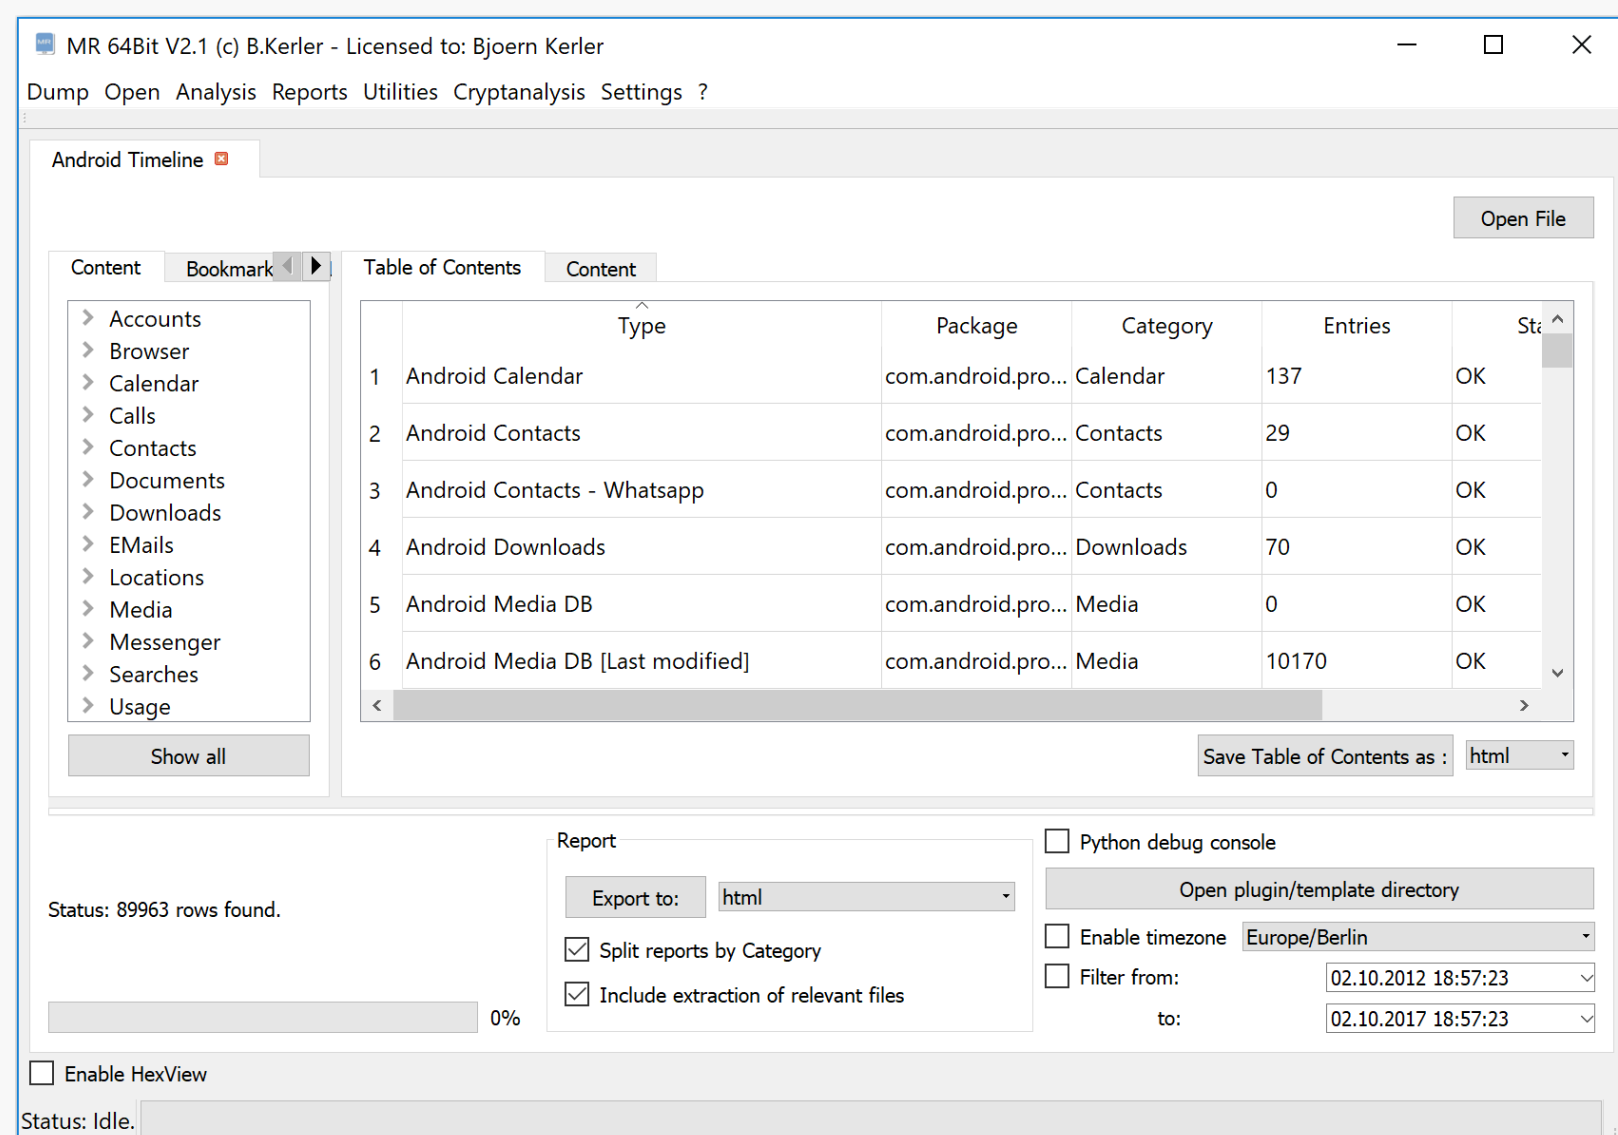 MR 64Bit V2.1 (c) B.Kerler - Licensed to: Bjoern Kerler
Dump Open Analysis Reports Utilities Cryptanalysis Settings ?
Android Timeline
Open File
Content Bookmark
Table of Contents Content
Accounts
Browser
Calendar
Calls
Contacts
Documents
Downloads
EMails
Locations
Media
Messenger
Searches
Usage
Show all
Type Package Category Entries Sta
1 Android Calendar com.android.pro... Calendar 137 OK
2 Android Contacts com.android.pro... Contacts 29 OK
3 Android Contacts - Whatsapp com.android.pro... Contacts 0 OK
4 Android Downloads com.android.pro... Downloads 70 OK
5 Android Media DB com.android.pro... Media 0 OK
6 Android Media DB [Last modified] com.android.pro... Media 10170 OK
Save Table of Contents as : html
Status: 89963 rows found.
0%
Report
Export to: html
Split reports by Category
Include extraction of relevant files
Python debug console
Open plugin/template directory
Enable timezone Europe/Berlin
Filter from: 02.10.2012 18:57:23
to: 02.10.2017 18:57:23
Enable HexView
Status: Idle.